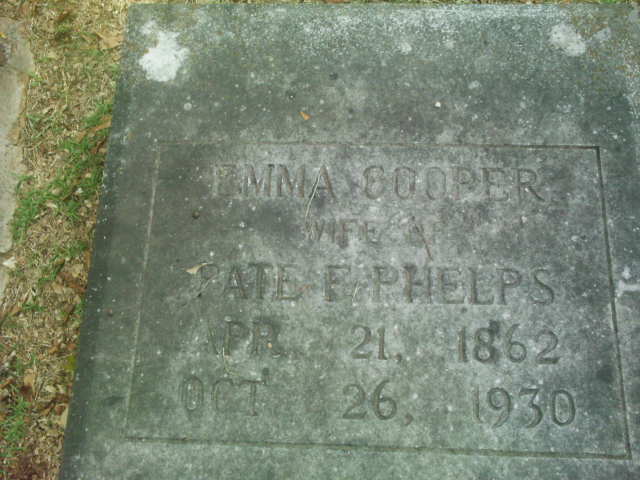 EMMA COOPER
WIFE OF
PATE F. PHELPS
APR. 21, 1862
OCT 26, 1930